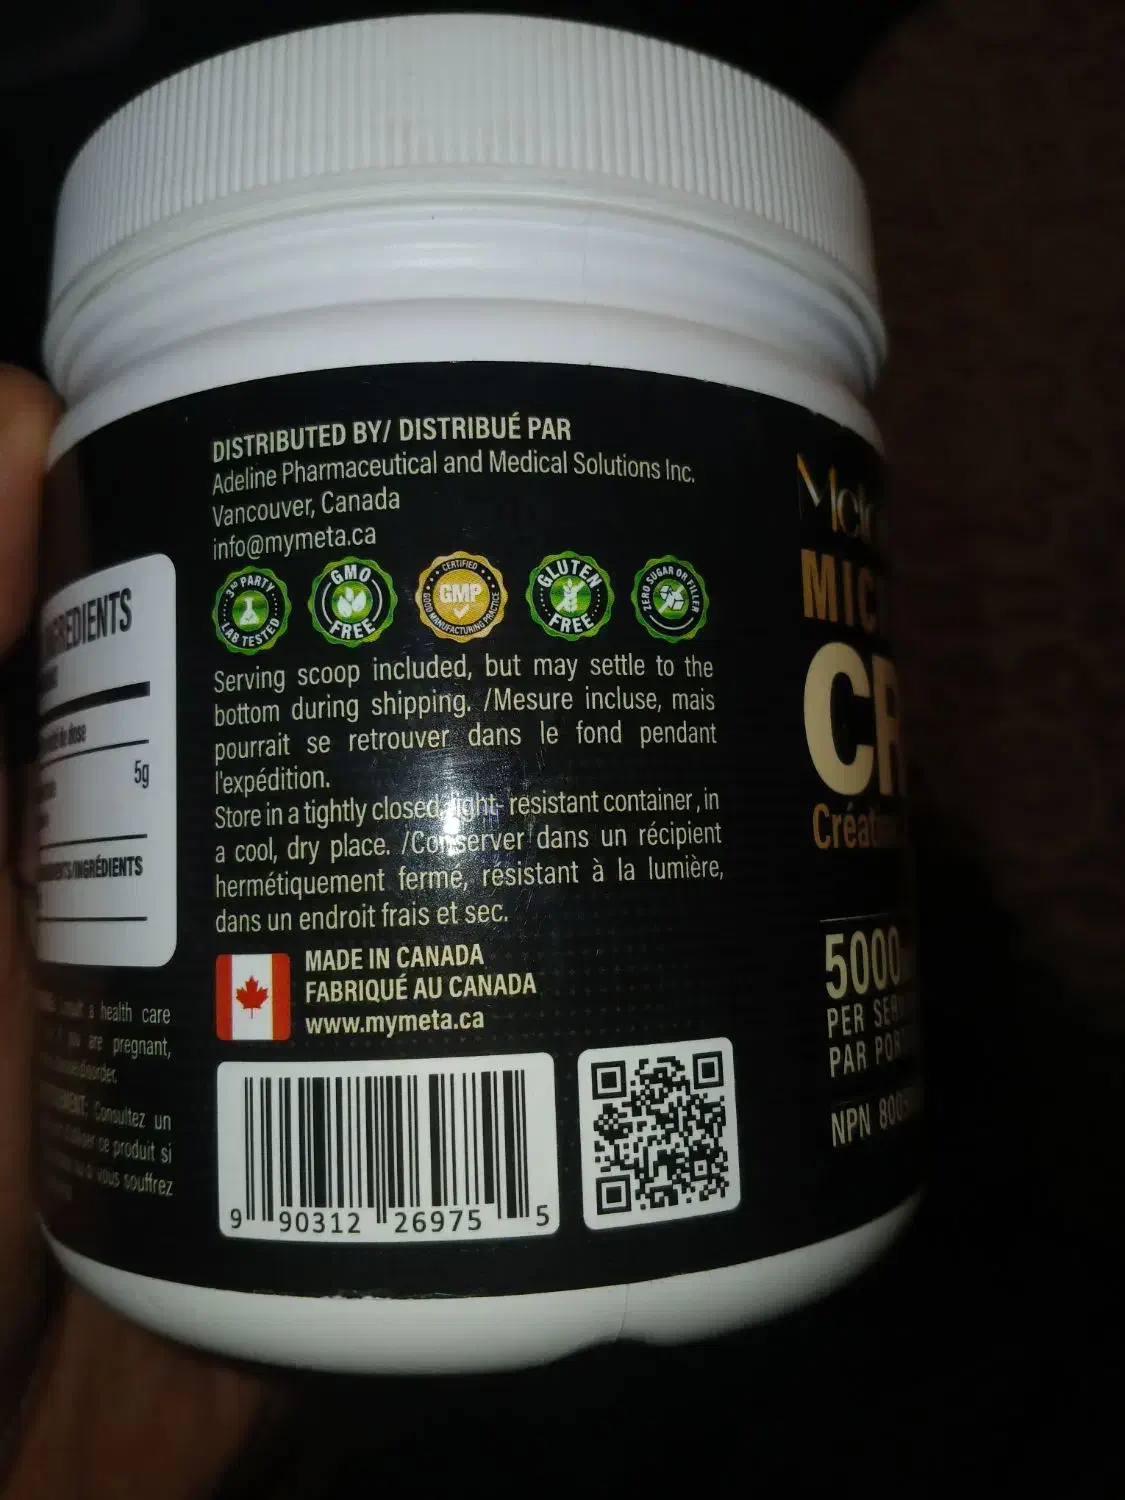 DISTRIBUTED BY/ DISTRIBUÉ PAR
Adeline Pharmaceutical and Medical Solutions Inc.
Vancouver, Canada
info@mymeta.ca
3RD PARTY LAB TESTED
GMO FREE
CERTIFIED GMP GOOD MANUFACTURING PRACTICE
GLUTEN FREE
ZERO SUGAR OR FILLER
Serving scoop included, but may settle to the
bottom during shipping. /Mesure incluse, mais
pourrait se retrouver dans le fond pendant
l'expédition.
Store in a tightly closed, light- resistant container , in
a cool, dry place. /Conserver dans un récipient
hermétiquement fermé, résistant à la lumière,
dans un endroit frais et sec.
MADE IN CANADA
FABRIQUÉ AU CANADA
www.mymeta.ca
9 90312 26975 5
5g
a health care
you are pregnant,
Consultez un
ce produit si
vous souffrez
MIC
CR
5000
PER
PAR
NPN